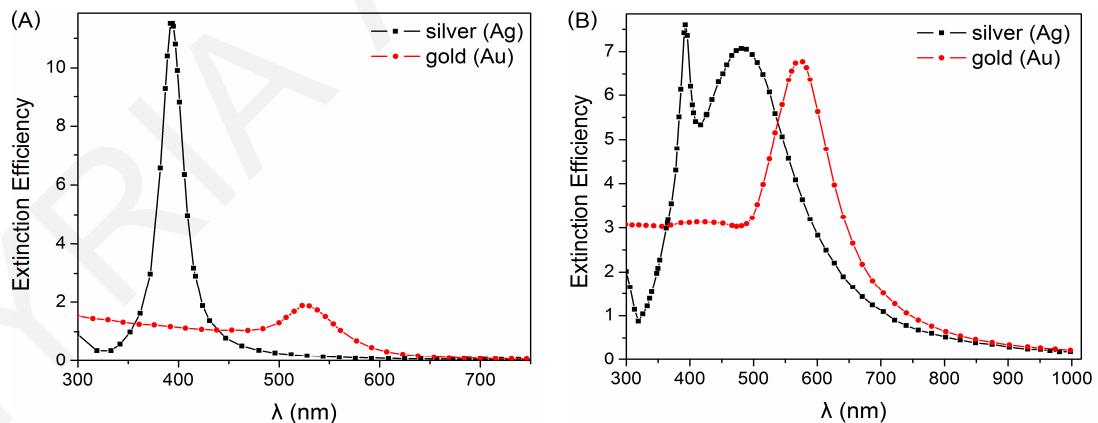 (A)
silver (Ag)
gold (Au)
Extinction Efficiency
10
8
6
4
2
0
300 400 500 600 700
λ (nm)
(B)
silver (Ag)
gold (Au)
Extinction Efficiency
7
6
5
4
3
2
1
0
300 400 500 600 700 800 900 1000
λ (nm)
YRIA